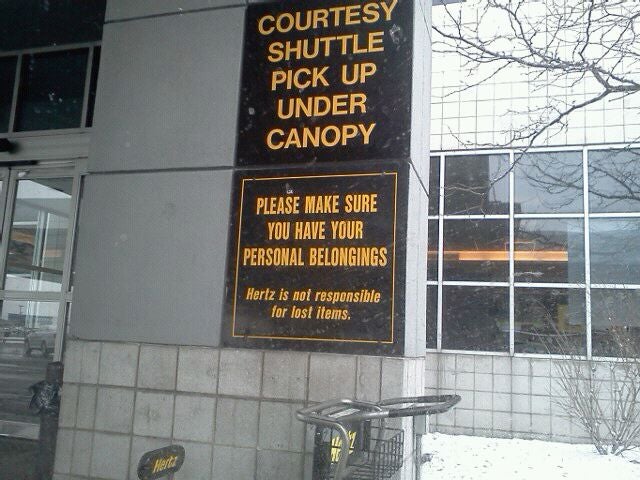 COURTESY
SHUTTLE
PICK UP
UNDER
CANOPY
PLEASE MAKE SURE
YOU HAVE YOUR
PERSONAL BELONGINGS
Hertz is not responsible
for lost items.
Hertz